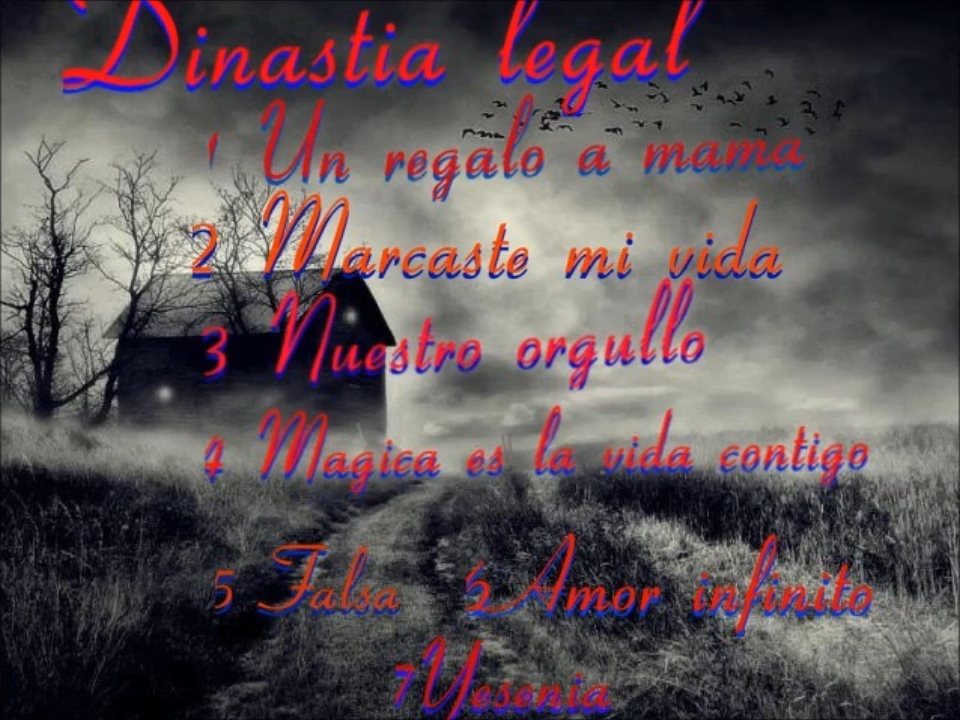 Dinastia legal
1 Un regalo a mama
2 Marcaste mi vida
3 Nuestro orgullo
4 Magica es la vida contigo
5 Falsa 6 Amor infinito
7 Yesenia